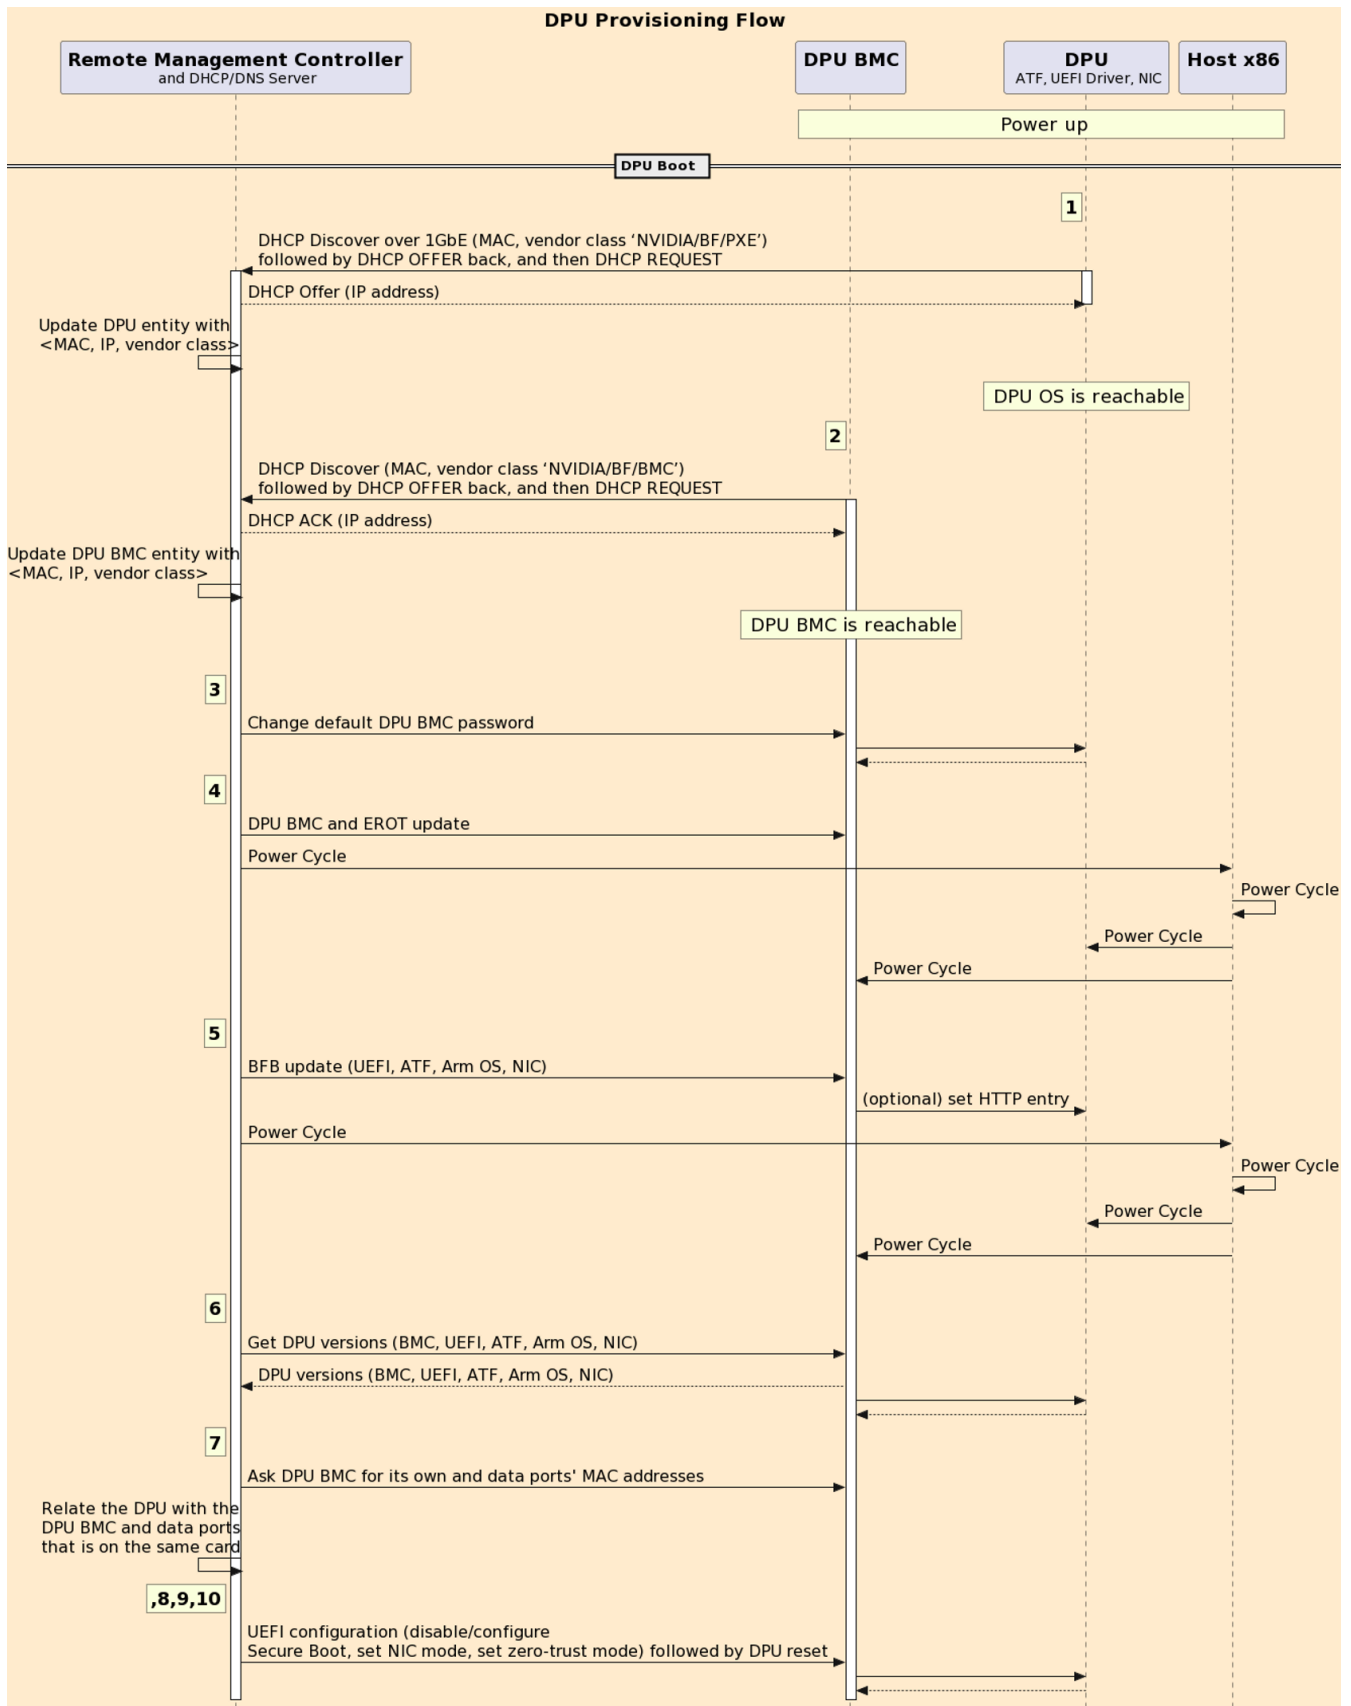 DPU Provisioning Flow
Remote Management Controller
and DHCP/DNS Server
DPU BMC
DPU
ATF, UEFI Driver, NIC
Host x86
Power up
DPU Boot
1
DHCP Discover over 1GbE (MAC, vendor class ‘NVIDIA/BF/PXE’)
followed by DHCP OFFER back, and then DHCP REQUEST
DHCP Offer (IP address)
Update DPU entity with
<MAC, IP, vendor class>
DPU OS is reachable
2
DHCP Discover (MAC, vendor class ‘NVIDIA/BF/BMC’)
followed by DHCP OFFER back, and then DHCP REQUEST
DHCP ACK (IP address)
Update DPU BMC entity with
<MAC, IP, vendor class>
DPU BMC is reachable
3
Change default DPU BMC password
4
DPU BMC and EROT update
Power Cycle
Power Cycle
Power Cycle
Power Cycle
5
BFB update (UEFI, ATF, Arm OS, NIC)
(optional) set HTTP entry
Power Cycle
Power Cycle
Power Cycle
Power Cycle
6
Get DPU versions (BMC, UEFI, ATF, Arm OS, NIC)
DPU versions (BMC, UEFI, ATF, Arm OS, NIC)
7
Ask DPU BMC for its own and data ports' MAC addresses
Relate the DPU with the
DPU BMC and data ports
that is on the same card
,8,9,10
UEFI configuration (disable/configure
Secure Boot, set NIC mode, set zero-trust mode) followed by DPU reset